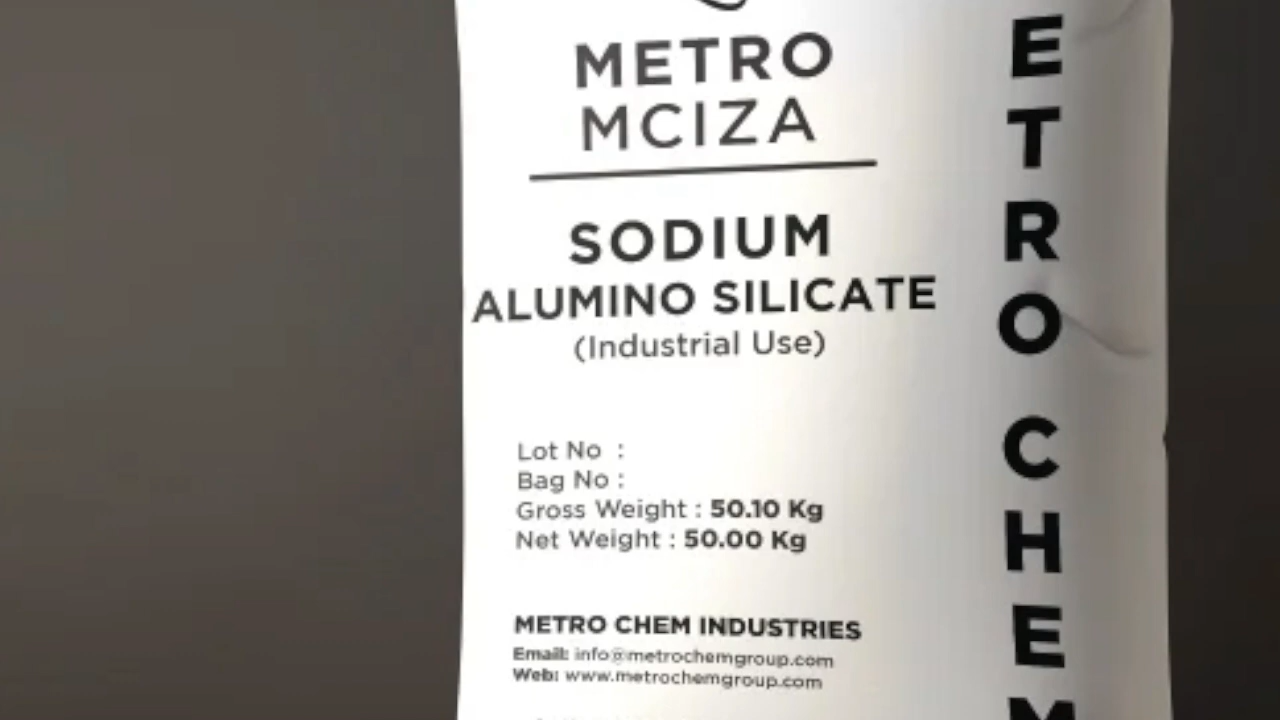 METRO
MCIZA
SODIUM
ALUMINO SILICATE
(Industrial Use)
Lot No :
Bag No :
Gross Weight : 50.10 Kg
Net Weight : 50.00 Kg
METRO CHEM INDUSTRIES
Email: info@metrochemgroup.com
Web: www.metrochemgroup.com
ETRO CHEM